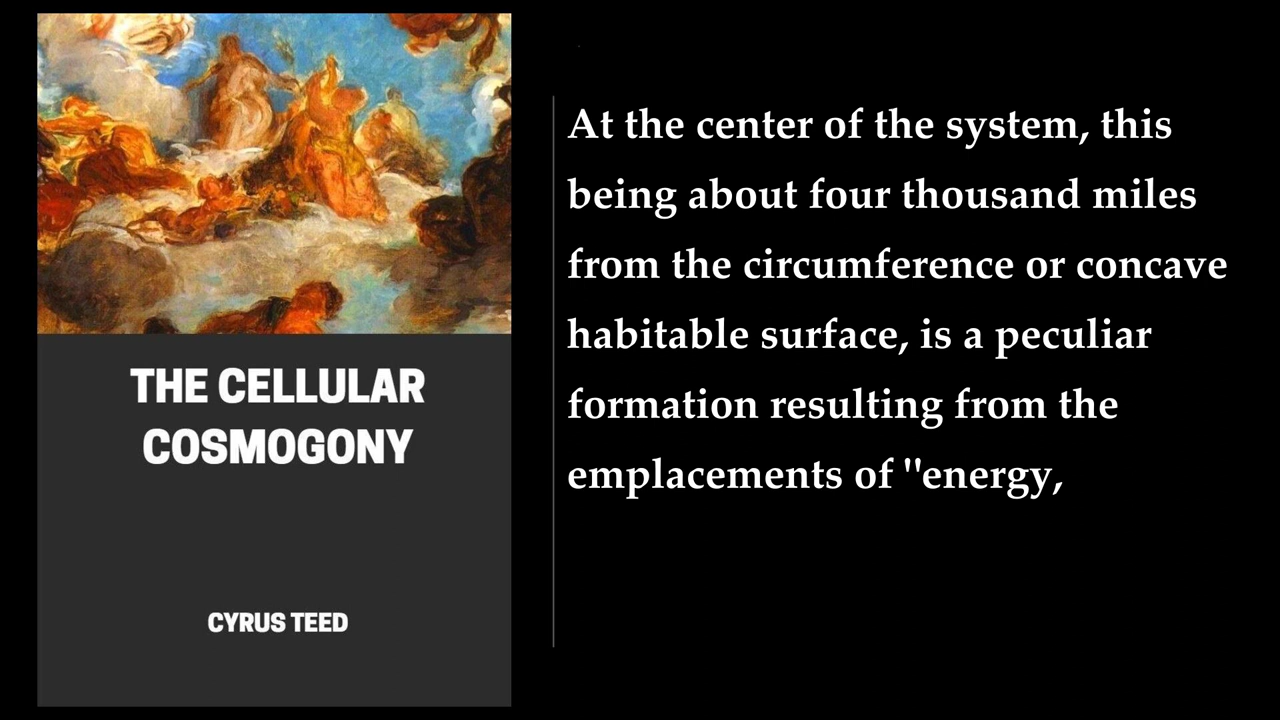 THE CELLULAR
COSMOGONY
CYRUS TEED
At the center of the system, this
being about four thousand miles
from the circumference or concave
habitable surface, is a peculiar
formation resulting from the
emplacements of "energy,